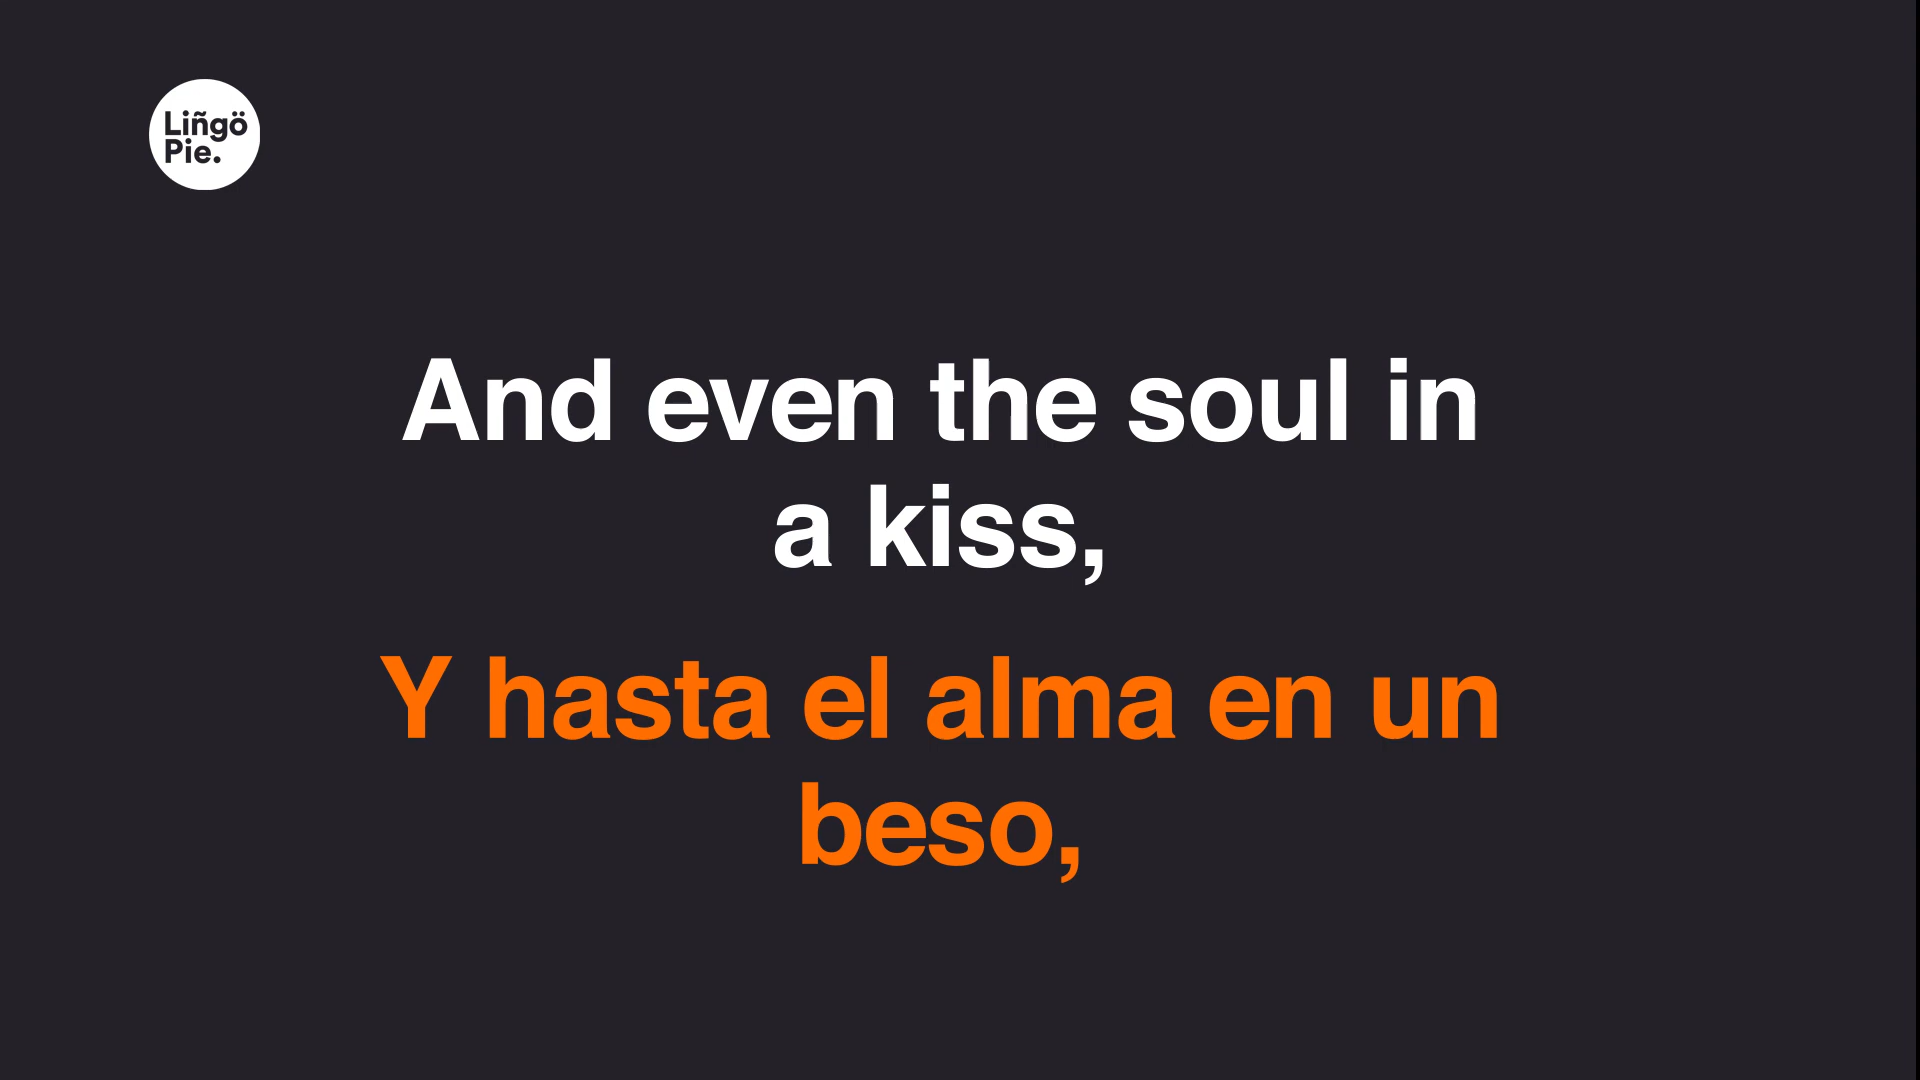 Liñgö
Pie.
And even the soul in
a kiss,
Y hasta el alma en un
beso,